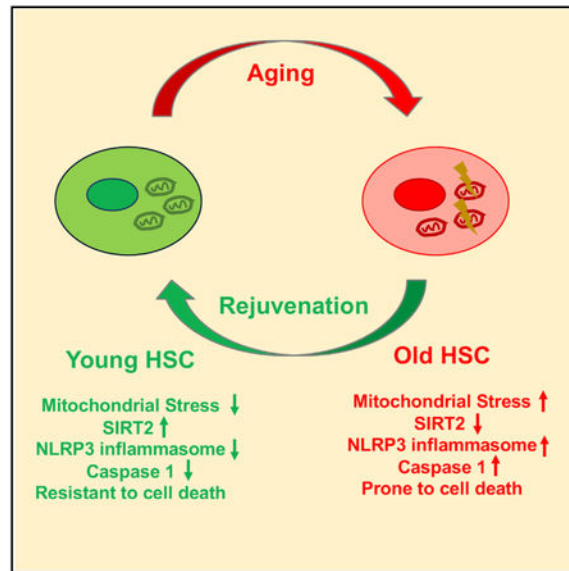 Aging
Rejuvenation
Young HSC
Mitochondrial Stress ↓
SIRT2 ↑
NLRP3 inflammasome ↓
Caspase 1 ↓
Resistant to cell death
Old HSC
Mitochondrial Stress ↑
SIRT2 ↓
NLRP3 inflammasome ↑
Caspase 1 ↑
Prone to cell death